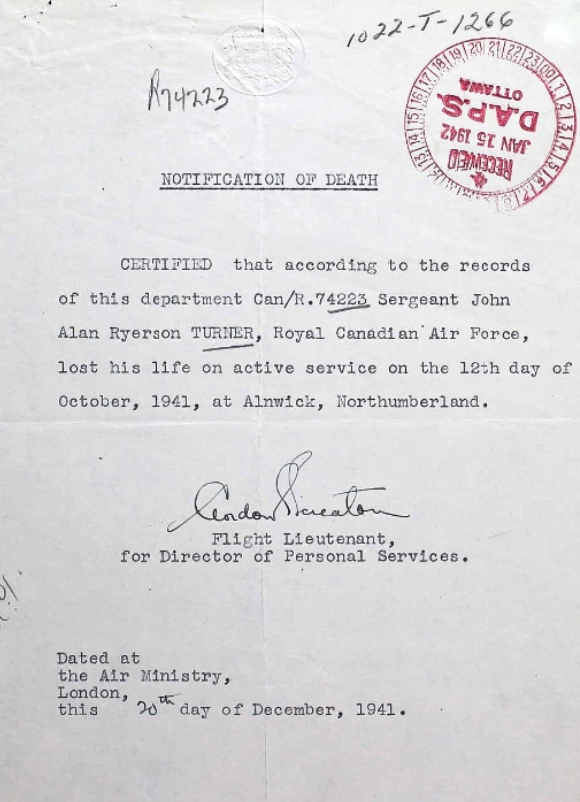 1022-T-1266
R74223
RECEIVED
JAN 15 1942
D.A.P.S.
OTTAWA
NOTIFICATION OF DEATH
CERTIFIED that according to the records
of this department Can/R.74223 Sergeant John
Alan Ryerson TURNER, Royal Canadian Air Force,
lost his life on active service on the 12th day of
October, 1941, at Alnwick, Northumberland.
Gordon
Flight Lieutenant,
for Director of Personal Services.
Dated at
the Air Ministry,
London,
this 20th day of December, 1941.